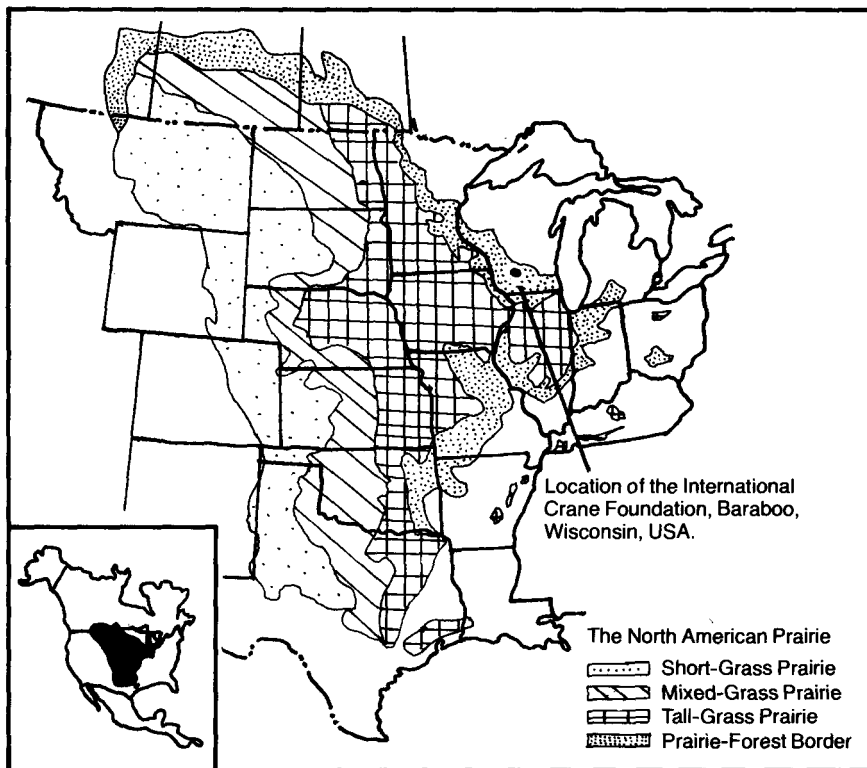 Location of the International
Crane Foundation, Baraboo,
Wisconsin, USA.
The North American Prairie
Short-Grass Prairie
Mixed-Grass Prairie
Tall-Grass Prairie
Prairie-Forest Border